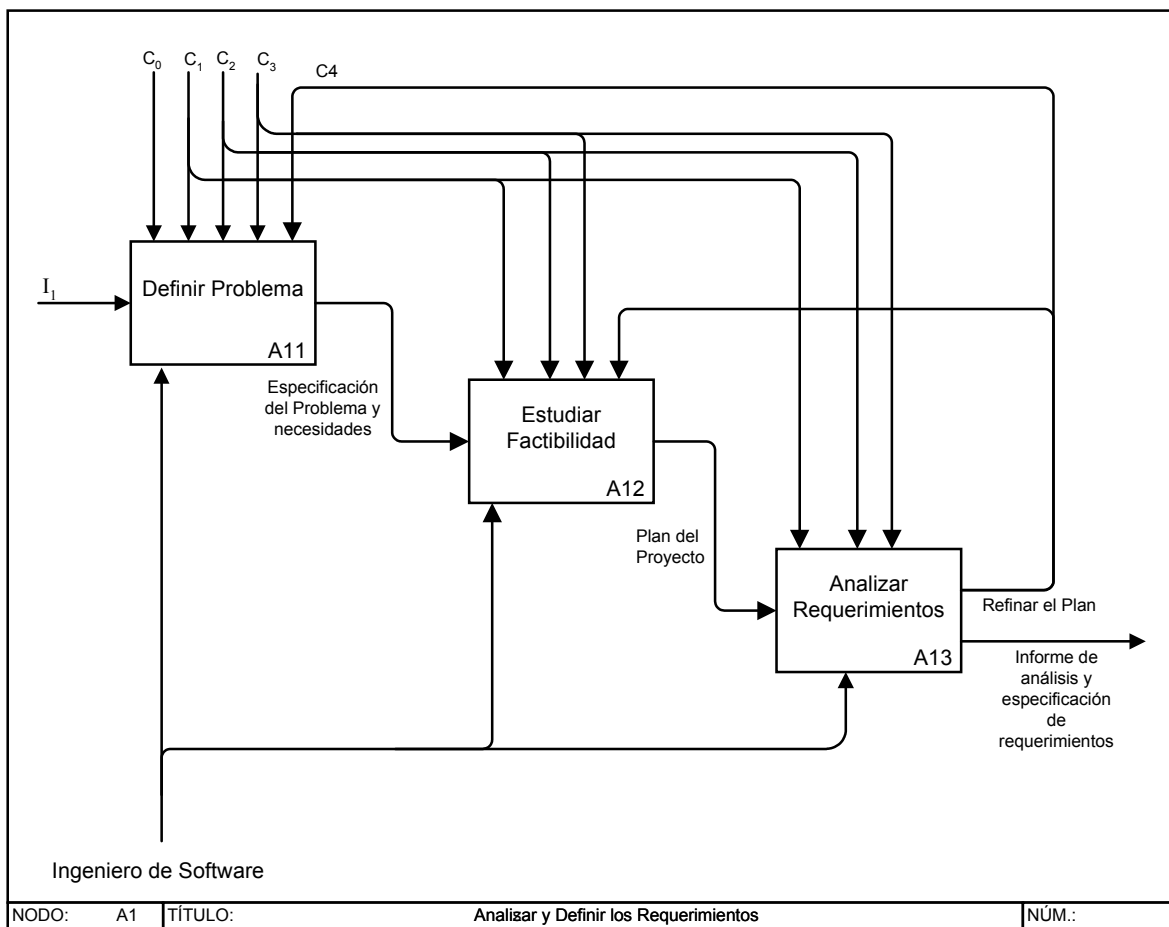 C0 C1 C2 C3 C4
I1
Definir Problema
A11
Especificación
del Problema y
necesidades
Estudiar
Factibilidad
A12
Plan del
Proyecto
Analizar
Requerimientos
A13
Refinar el Plan
Informe de
análisis y
especificación
de
requerimientos
Ingeniero de Software
NODO: A1 TÍTULO: Analizar y Definir los Requerimientos NÚM.: